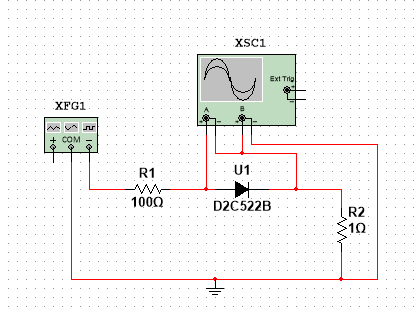 XSC1
Ext Trig
+
−
A
B
+ − + −
XFG1
+ COM −
R1
100Ω
U1
D2C522B
R2
1Ω